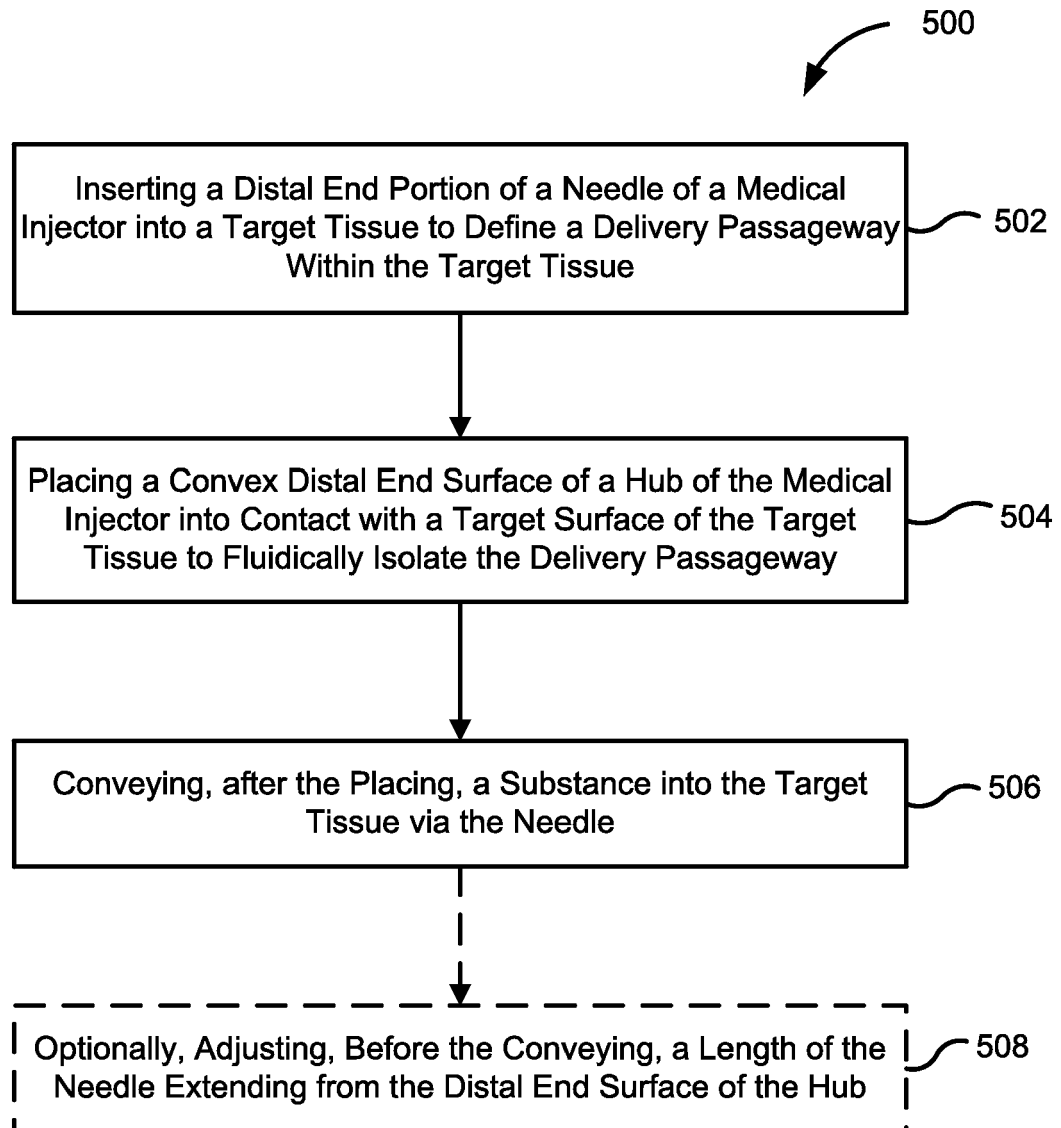 500
Inserting a Distal End Portion of a Needle of a Medical
Injector into a Target Tissue to Define a Delivery Passageway
Within the Target Tissue
502
Placing a Convex Distal End Surface of a Hub of the Medical
Injector into Contact with a Target Surface of the Target
Tissue to Fluidically Isolate the Delivery Passageway
504
Conveying, after the Placing, a Substance into the Target
Tissue via the Needle
506
Optionally, Adjusting, Before the Conveying, a Length of the
Needle Extending from the Distal End Surface of the Hub
508